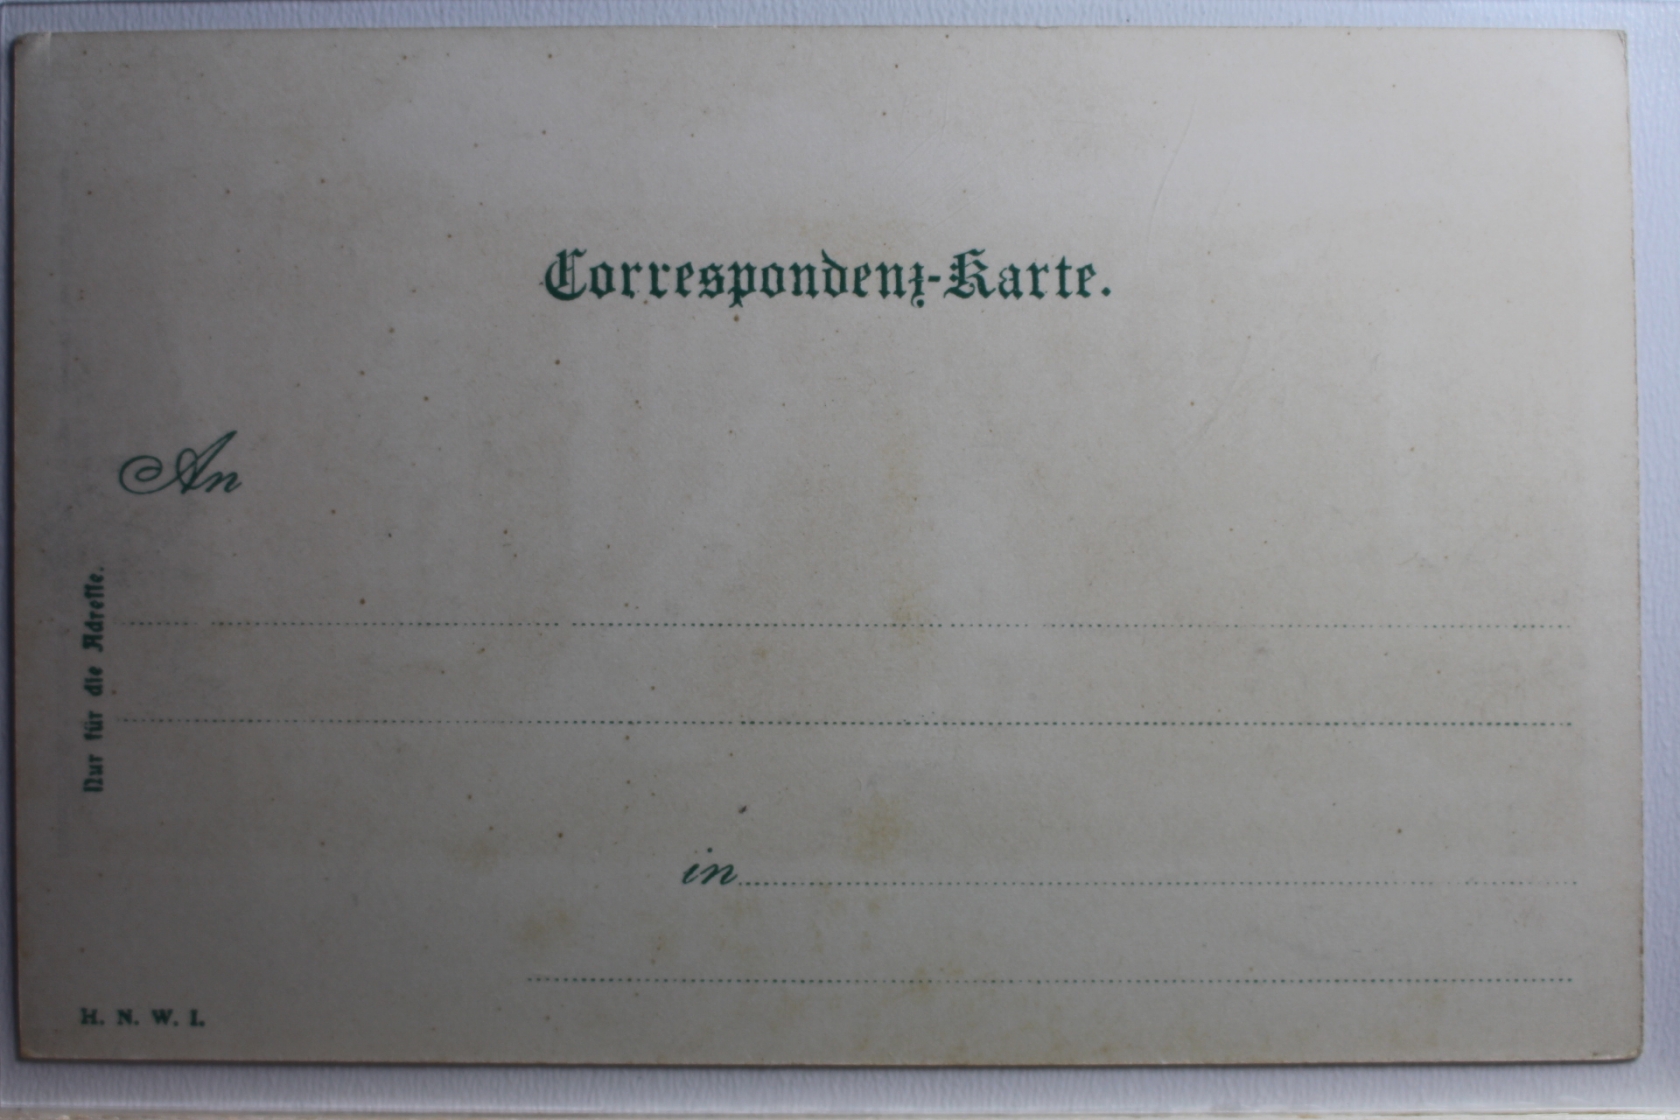 Correspondenz-Karte.
An
Nur für die Adresse.
in
H. N. W. I.